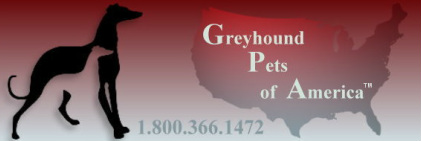 Greyhound
Pets
of America™
1.800.366.1472